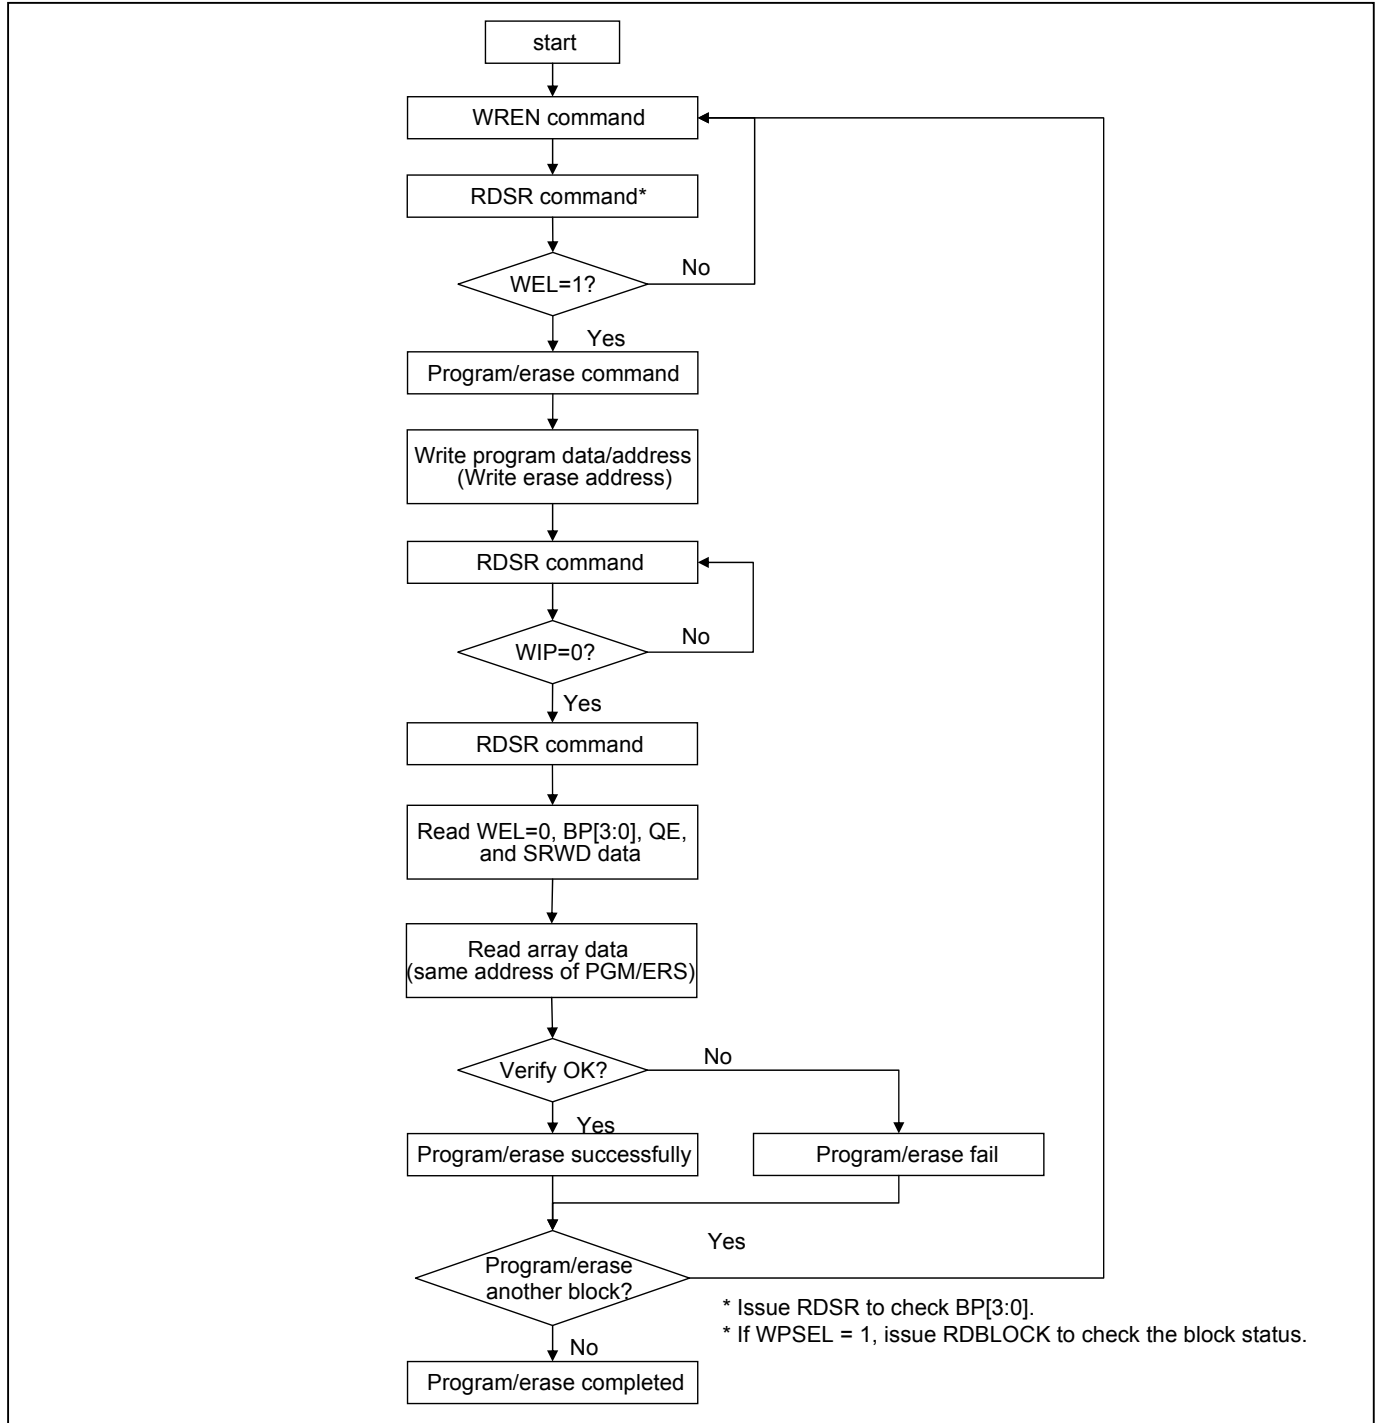 start
WREN command
RDSR command*
WEL=1?
No
Yes
Program/erase command
Write program data/address
(Write erase address)
RDSR command
WIP=0?
No
Yes
RDSR command
Read WEL=0, BP[3:0], QE,
and SRWD data
Read array data
(same address of PGM/ERS)
Verify OK?
No
Yes
Program/erase successfully
Program/erase fail
Program/erase
another block?
Yes
* Issue RDSR to check BP[3:0].
* If WPSEL = 1, issue RDBLOCK to check the block status.
No
Program/erase completed